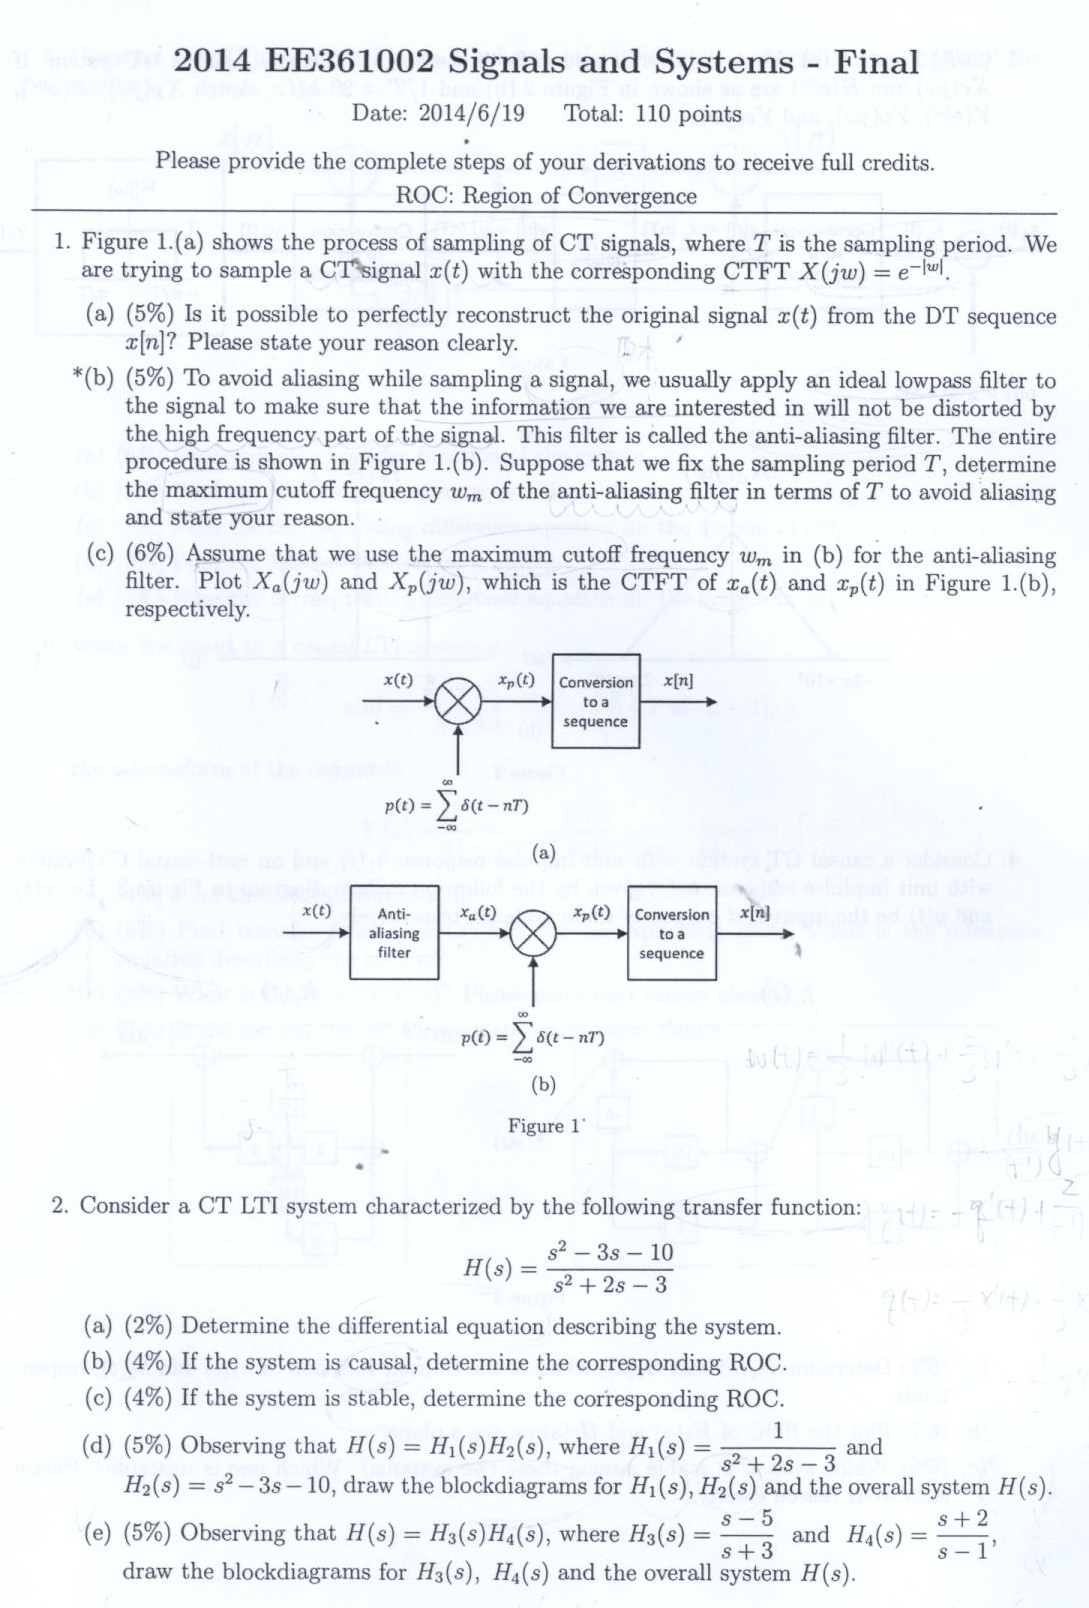 2014 EE361002 Signals and Systems - Final
Date: 2014/6/19 Total: 110 points
Please provide the complete steps of your derivations to receive full credits.
ROC: Region of Convergence
1. Figure 1.(a) shows the process of sampling of CT signals, where T is the sampling period. We
are trying to sample a CT signal x(t) with the corresponding CTFT X(jw) = e^{-|w|}.
(a) (5%) Is it possible to perfectly reconstruct the original signal x(t) from the DT sequence
x[n]? Please state your reason clearly.
*(b) (5%) To avoid aliasing while sampling a signal, we usually apply an ideal lowpass filter to
the signal to make sure that the information we are interested in will not be distorted by
the high frequency part of the signal. This filter is called the anti-aliasing filter. The entire
procedure is shown in Figure 1.(b). Suppose that we fix the sampling period T, determine
the maximum cutoff frequency w_m of the anti-aliasing filter in terms of T to avoid aliasing
and state your reason.
(c) (6%) Assume that we use the maximum cutoff frequency w_m in (b) for the anti-aliasing
filter. Plot X_a(jw) and X_p(jw), which is the CTFT of x_a(t) and x_p(t) in Figure 1.(b),
respectively.
x(t) x_p(t) Conversion to a sequence x[n]
p(t) = ∑_{-∞}^{∞} δ(t − nT)
(a)
x(t) Anti-aliasing filter x_a(t) x_p(t) Conversion to a sequence x[n]
p(t) = ∑_{-∞}^{∞} δ(t − nT)
(b)
Figure 1
2. Consider a CT LTI system characterized by the following transfer function:
H(s) = \frac{s^2 − 3s − 10}{s^2 + 2s − 3}
(a) (2%) Determine the differential equation describing the system.
(b) (4%) If the system is causal, determine the corresponding ROC.
(c) (4%) If the system is stable, determine the corresponding ROC.
(d) (5%) Observing that H(s) = H_1(s)H_2(s), where H_1(s) = \frac{1}{s^2 + 2s − 3} and
H_2(s) = s^2 − 3s − 10, draw the blockdiagrams for H_1(s), H_2(s) and the overall system H(s).
(e) (5%) Observing that H(s) = H_3(s)H_4(s), where H_3(s) = \frac{s − 5}{s + 3} and H_4(s) = \frac{s + 2}{s − 1},
draw the blockdiagrams for H_3(s), H_4(s) and the overall system H(s).